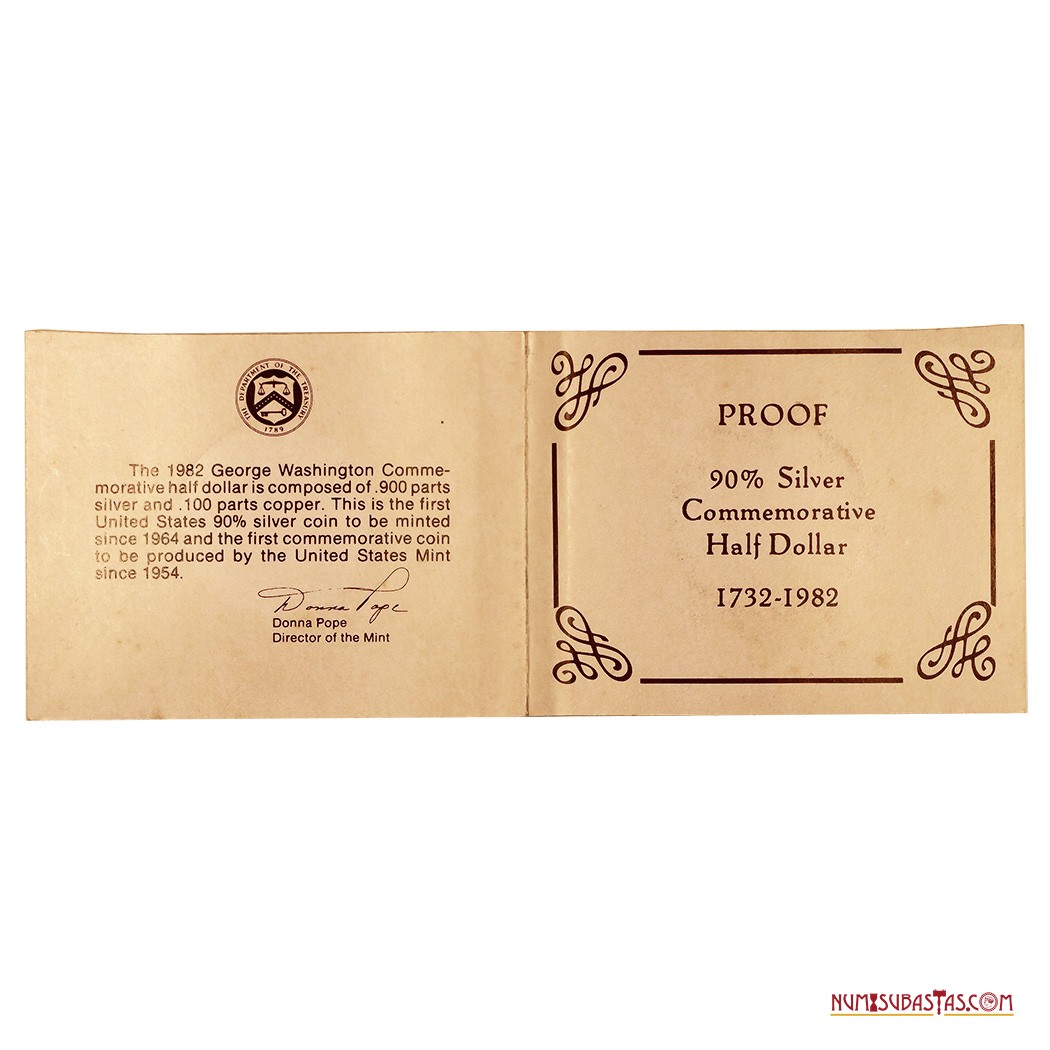 THE DEPARTMENT OF THE TREASURY
1789
The 1982 George Washington Comme-
morative half dollar is composed of .900 parts
silver and .100 parts copper. This is the first
United States 90% silver coin to be minted
since 1964 and the first commemorative coin
to be produced by the United States Mint
since 1954.
Donna Pope
Donna Pope
Director of the Mint
PROOF
90% Silver
Commemorative
Half Dollar
1732-1982
NUMISUBASTAS.COM